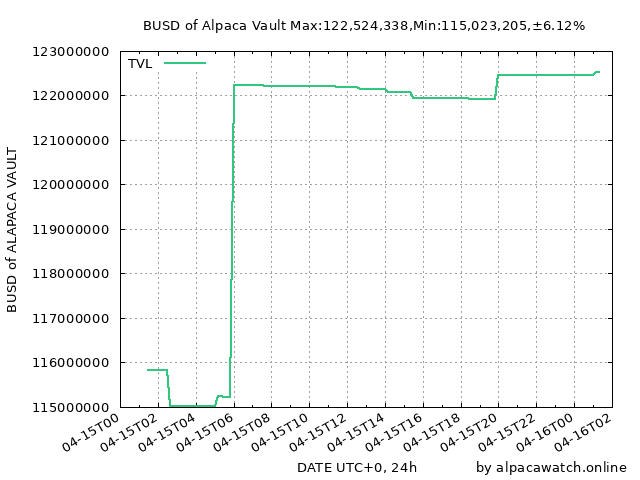 BUSD of Alpaca Vault Max:122,524,338,Min:115,023,205,±6.12%
TVL
123000000
122000000
121000000
120000000
119000000
118000000
117000000
116000000
115000000
BUSD of ALAPACA VAULT
04-15T00
04-15T02
04-15T04
04-15T06
04-15T08
04-15T10
04-15T12
04-15T14
04-15T16
04-15T18
04-15T20
04-15T22
04-16T00
04-16T02
DATE UTC+0, 24h
by alpacawatch.online